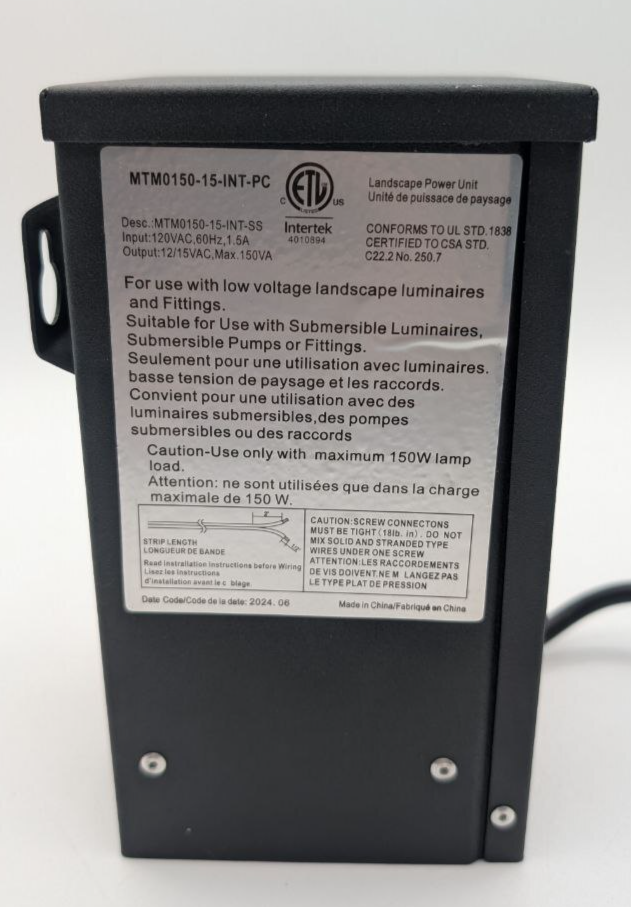 MTM0150-15-INT-PC
ETL
LISTED
C US
Intertek
4010894
Landscape Power Unit
Unité de puissace de paysage
Desc.:MTM0150-15-INT-SS
Input:120VAC,60Hz,1.5A
Output:12/15VAC,Max.150VA
CONFORMS TO UL STD.1838
CERTIFIED TO CSA STD.
C22.2 No. 250.7
For use with low voltage landscape luminaires
and Fittings.
Suitable for Use with Submersible Luminaires,
Submersible Pumps or Fittings.
Seulement pour une utilisation avec luminaires.
basse tension de paysage et les raccords.
Convient pour une utilisation avec des
luminaires submersibles,des pompes
submersibles ou des raccords
Caution-Use only with maximum 150W lamp
load.
Attention: ne sont utilisées que dans la charge
maximale de 150 W.
STRIP LENGTH
LONGUEUR DE BANDE
Read installation Instructions before Wiring
Lisez les instructions
d'installation avant le c blage
CAUTION:SCREW CONNECTONS
MUST BE TIGHT (18lb. in) . DO NOT
MIX SOLID AND STRANDED TYPE
WIRES UNDER ONE SCREW
ATTENTION:LES RACCORDEMENTS
DE VIS DOIVENT.NE M LANGEZ PAS
LE TYPE PLAT DE PRESSION
Date Code/Code de la date: 2024. 06
Made in China/Fabriqué en China